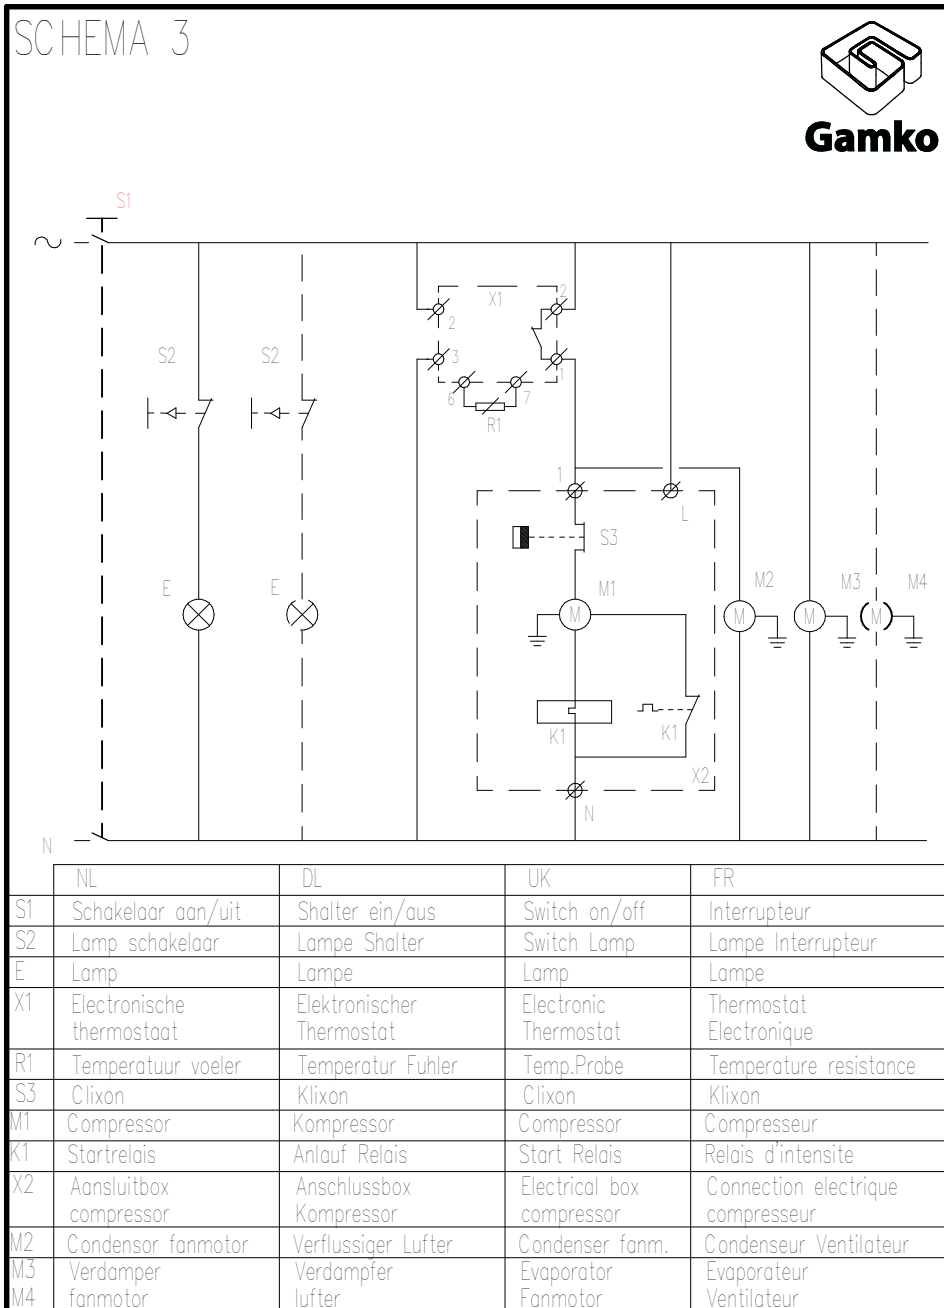 SCHEMA 3
Gamko
S1
X1
2
2
S2
S2
3
1
6
7
R1
1
L
S3
E
E
M1
M2
M3
M4
M
M
M
M
K1
K1
X2
N
N
NL DL UK FR
S1 Schakelaar aan/uit Shalter ein/aus Switch on/off Interrupteur
S2 Lamp schakelaar Lampe Shalter Switch Lamp Lampe Interrupteur
E Lamp Lampe Lamp Lampe
X1 Electronische Elektronischer Electronic Thermostat
thermostaat Thermostat Thermostat Electronique
R1 Temperatuur voeler Temperatur Fuhler Temp.Probe Temperature resistance
S3 Clixon Klixon Clixon Klixon
M1 Compressor Kompressor Compressor Compresseur
K1 Startrelais Anlauf Relais Start Relais Relais d'intensite
X2 Aansluitbox Anschlussbox Electrical box Connection electrique
compressor Kompressor compressor compresseur
M2 Condensor fanmotor Verflussiger Lufter Condenser fanm. Condenseur Ventilateur
M3 Verdamper Verdampfer Evaporator Evaporateur
M4 fanmotor lufter Fanmotor Ventilateur